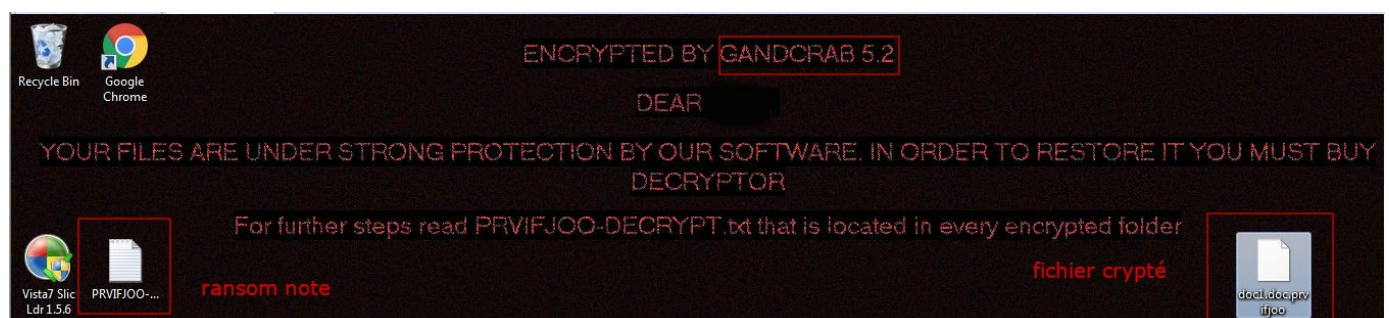 ENCRYPTED BY GANDCRAB 5.2
Recycle Bin
Google
Chrome
DEAR
YOUR FILES ARE UNDER STRONG PROTECTION BY OUR SOFTWARE. IN ORDER TO RESTORE IT YOU MUST BUY
DECRYPTOR
For further steps read PRVIFJOO-DECRYPT.txt that is located in every encrypted folder
fichier crypté
ransom note
Vista7 Slic
Ldr 1.5.6
PRVIFJOO-...
doc1.doc.prv
ifjoo